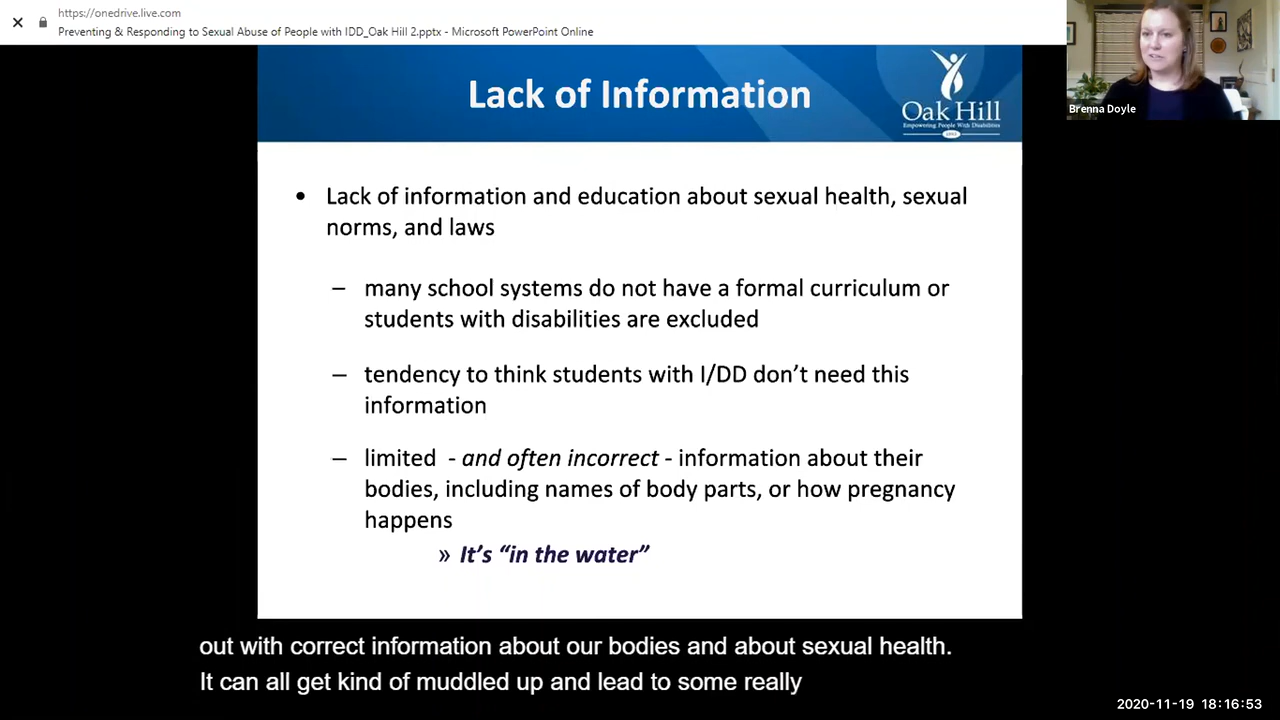 https://onedrive.live.com
Preventing & Responding to Sexual Abuse of People with IDD_Oak Hill 2.pptx - Microsoft PowerPoint Online
Brenna Doyle
Lack of Information
Oak Hill
Empowering People With Disabilities
• Lack of information and education about sexual health, sexual
norms, and laws
– many school systems do not have a formal curriculum or
students with disabilities are excluded
– tendency to think students with I/DD don’t need this
information
– limited - and often incorrect - information about their
bodies, including names of body parts, or how pregnancy
happens
» It’s “in the water”
out with correct information about our bodies and about sexual health.
It can all get kind of muddled up and lead to some really
2020-11-19 18:16:53